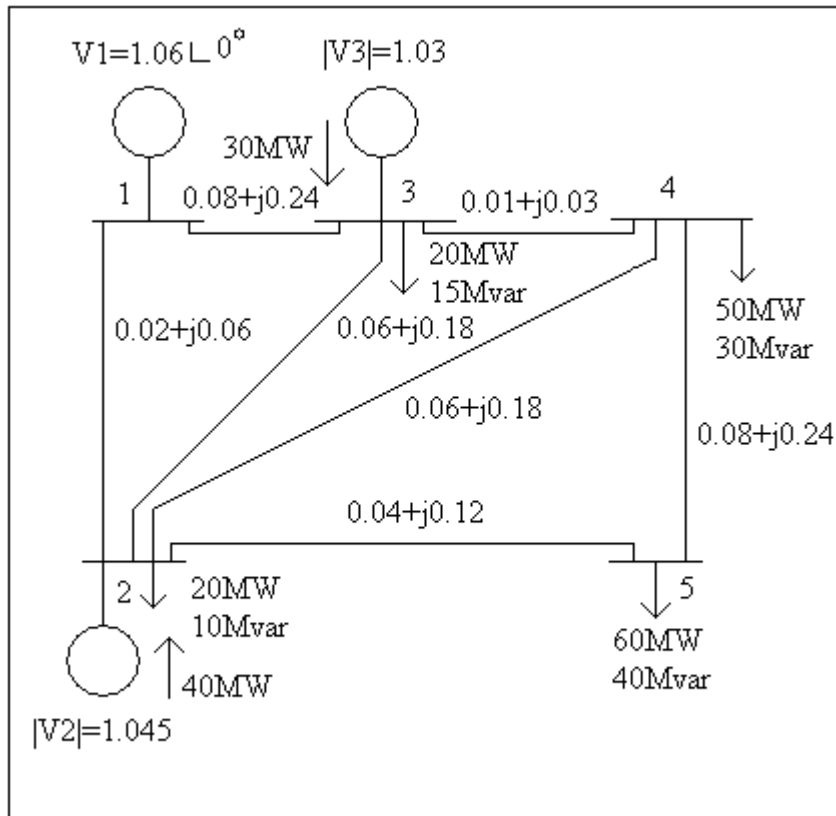 V1=1.06∟0°
|V3|=1.03
30MW
1
0.08+j0.24
3
0.01+0.03
4
20MW
15Mvar
50MW
30Mvar
0.02+j0.06
0.06+j0.18
0.06+j0.18
0.08+j0.24
0.04+j0.12
2
20MW
10Mvar
5
60MW
40Mvar
40MW
|V2|=1.045